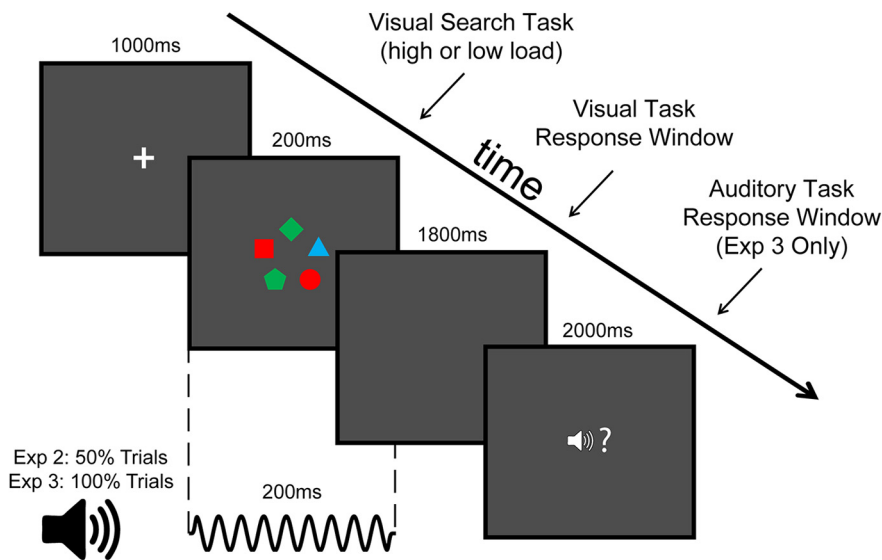 1000ms
Visual Search Task
(high or low load)
200ms
Visual Task
Response Window
time
Auditory Task
Response Window
(Exp 3 Only)
1800ms
2000ms
?
Exp 2: 50% Trials
Exp 3: 100% Trials
200ms